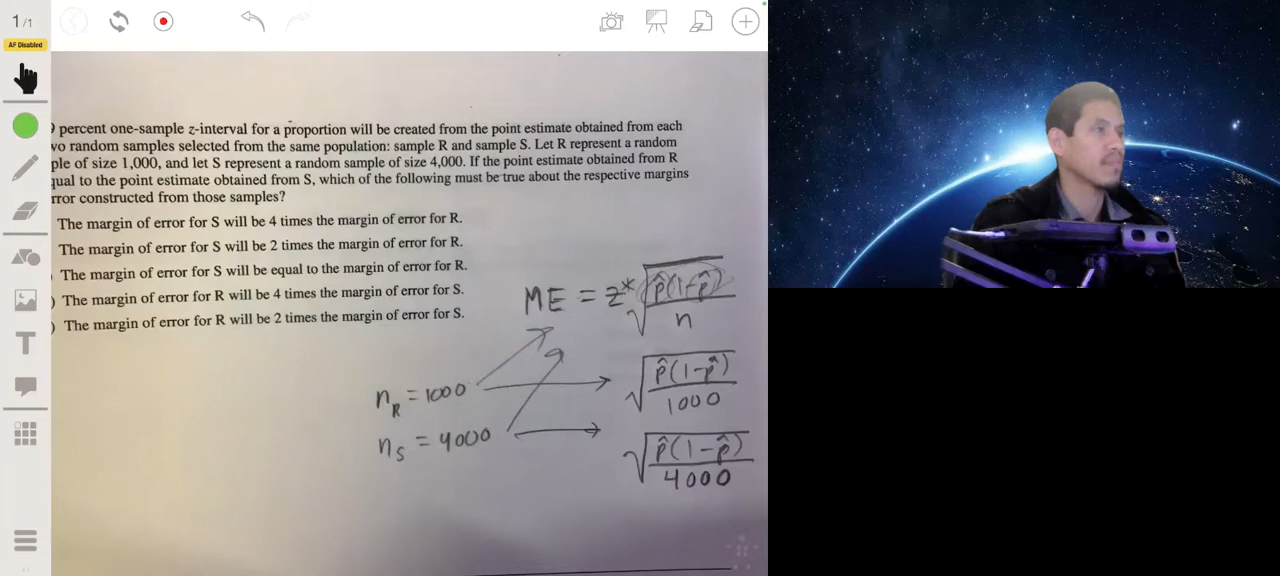 1/1
AF Disabled
percent one-sample z-interval for a proportion will be created from the point estimate obtained from each
random samples selected from the same population: sample R and sample S. Let R represent a random
of size 1,000, and let S represent a random sample of size 4,000. If the point estimate obtained from R
to the point estimate obtained from S, which of the following must be true about the respective margins
constructed from those samples?
The margin of error for S will be 4 times the margin of error for R.
The margin of error for S will be 2 times the margin of error for R.
The margin of error for S will be equal to the margin of error for R.
) The margin of error for R will be 4 times the margin of error for S.
) The margin of error for R will be 2 times the margin of error for S.
ME = z* √(p̂(1-p̂)/n)
n_R = 1000
√(p̂(1-p̂)/1000)
n_S = 4000
√(p̂(1-p̂)/4000)
T